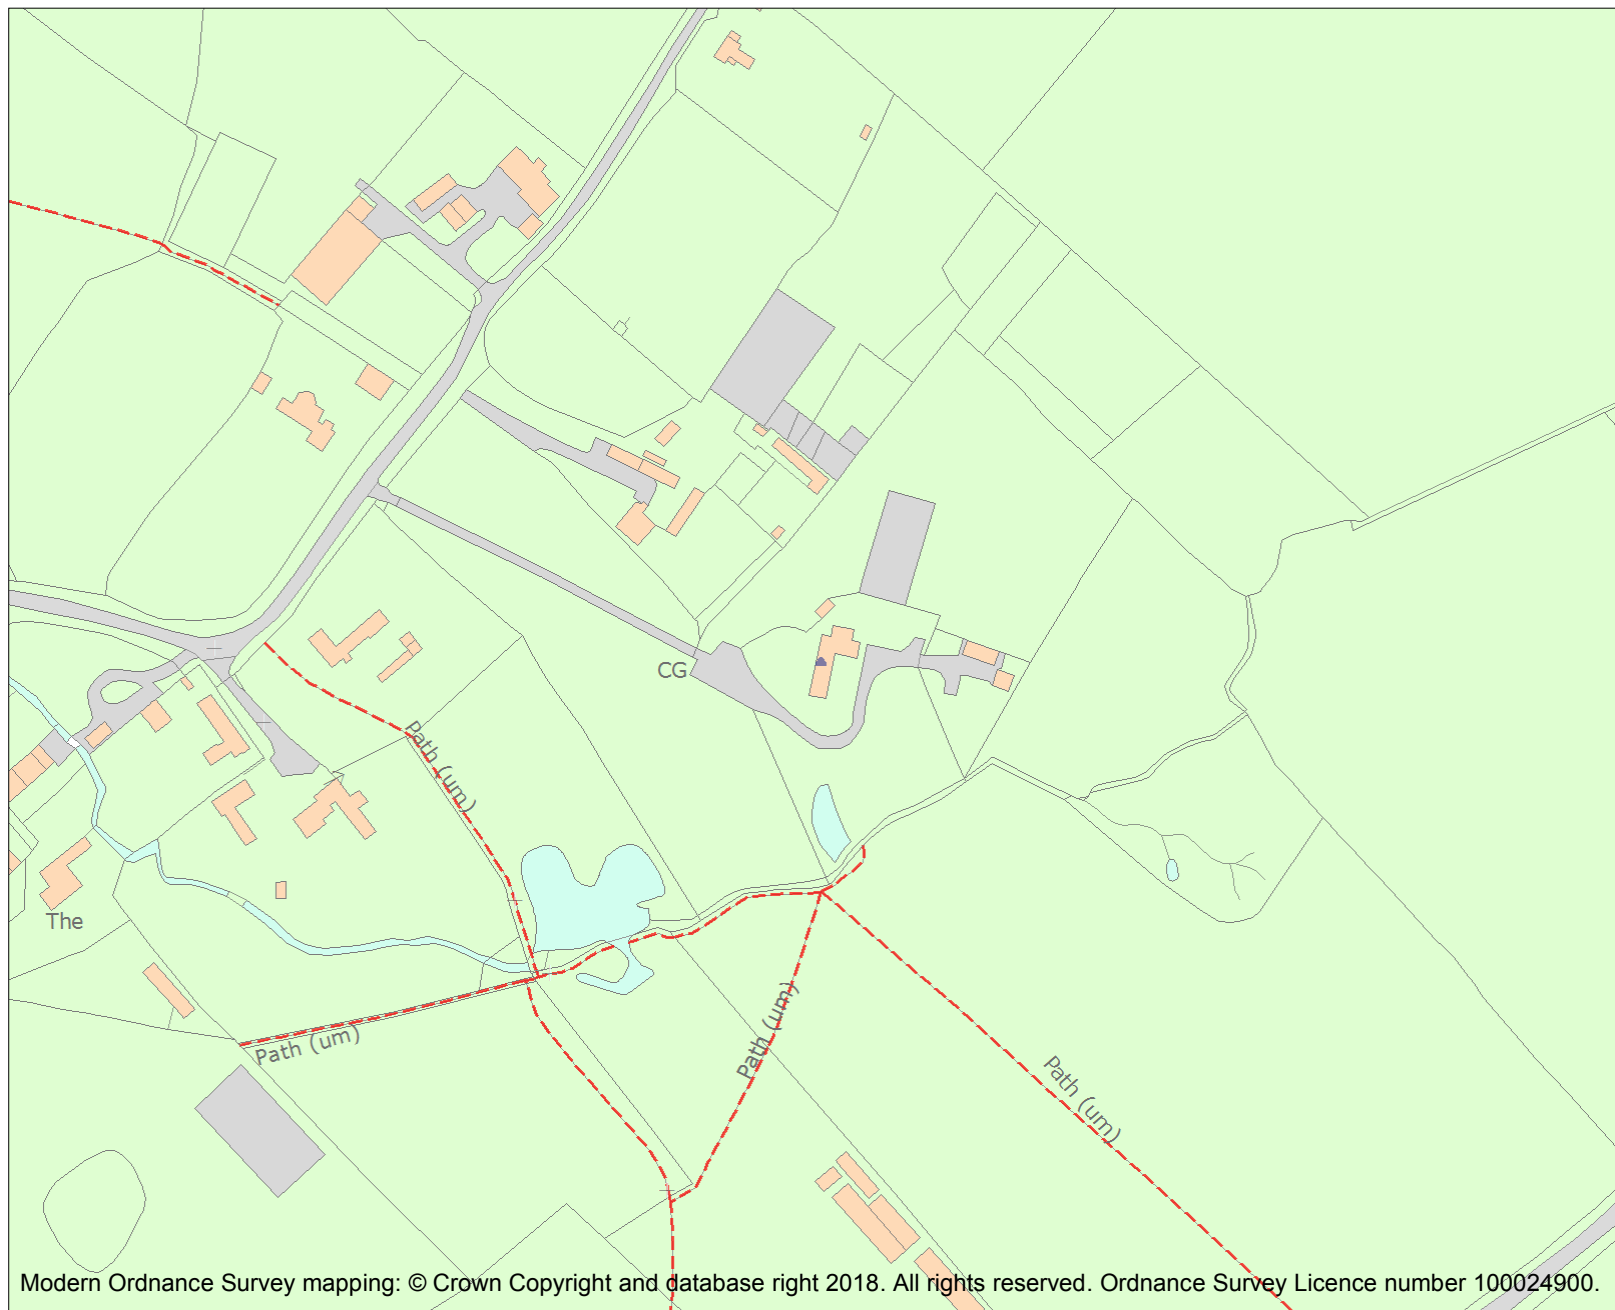 CG
Path (um)
The
Path (um)
Path (um)
Path (um)
Modern Ordnance Survey mapping: © Crown Copyright and database right 2018. All rights reserved. Ordnance Survey Licence number 100024900.